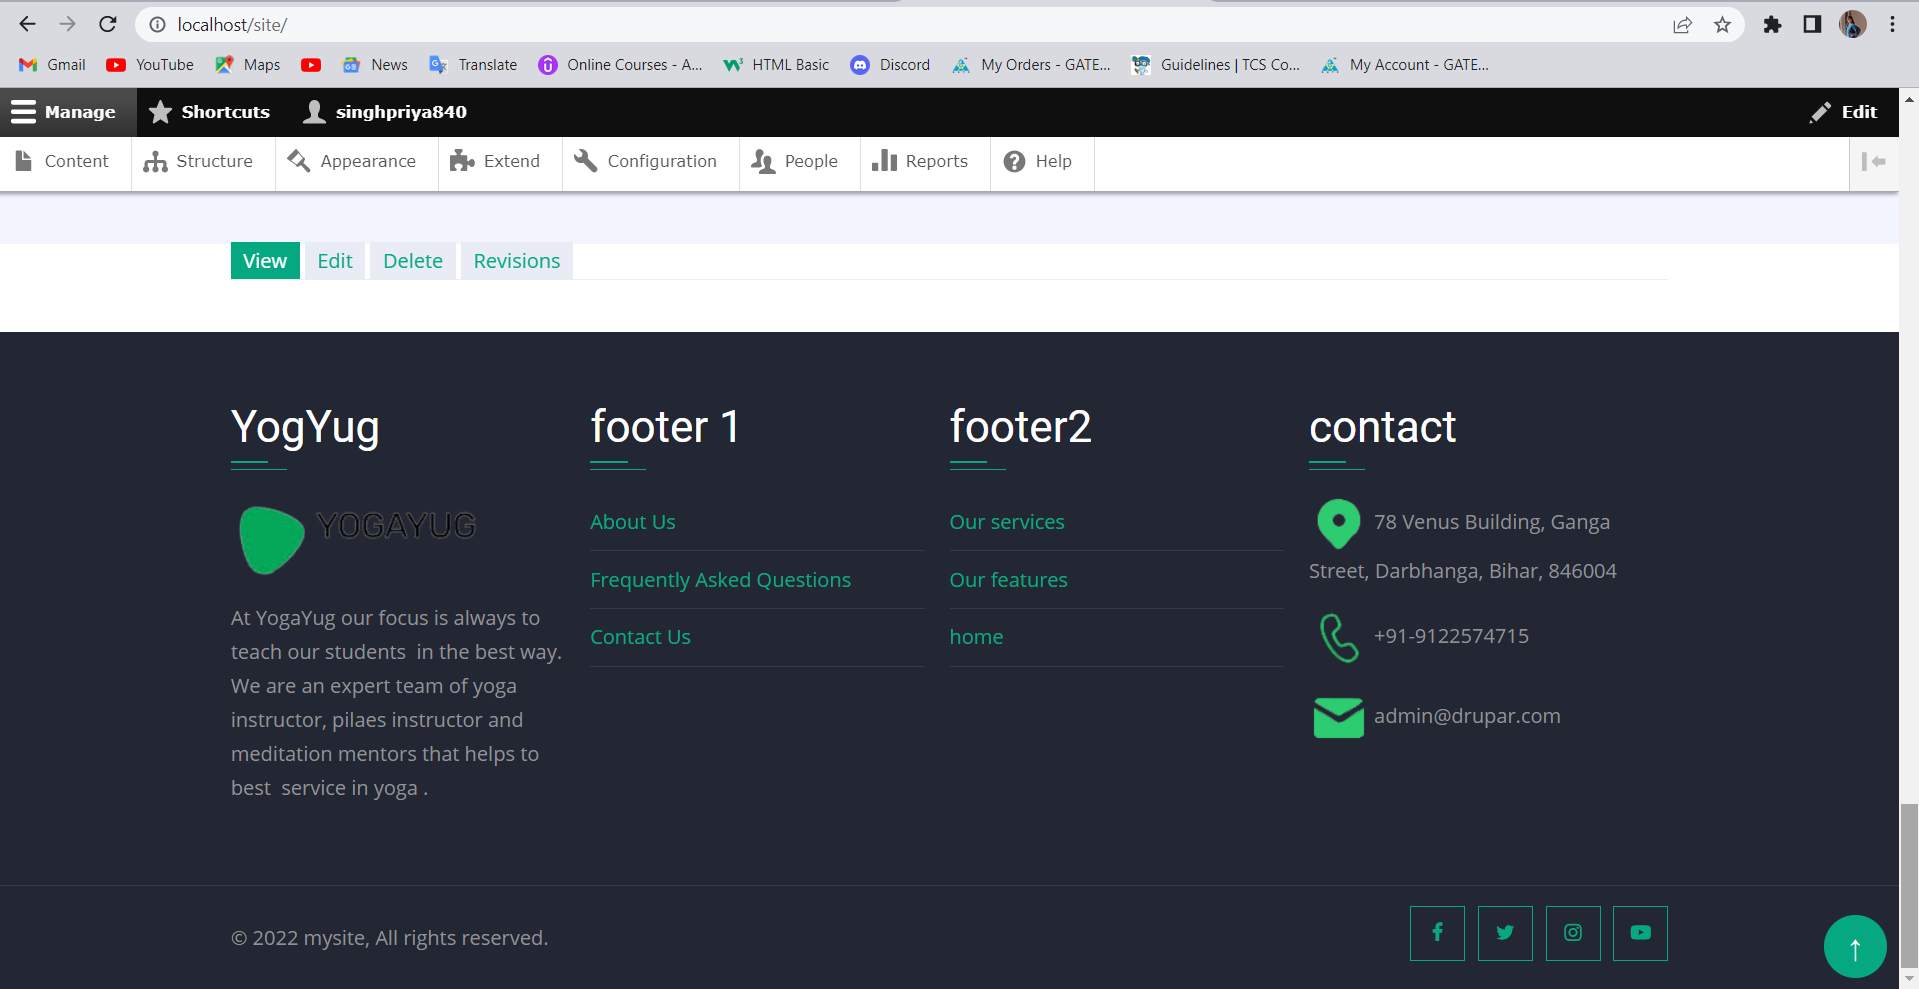 localhost/site/
Gmail YouTube Maps News Translate Online Courses - A... HTML Basic Discord My Orders - GATE... Guidelines | TCS Co... My Account - GATE...
Manage Shortcuts singhpriya840 Edit
Content Structure Appearance Extend Configuration People Reports Help
View Edit Delete Revisions
YogYug
YOGAYUG
At YogaYug our focus is always to
teach our students  in the best way.
We are an expert team of yoga
instructor, pilaes instructor and
meditation mentors that helps to
best  service in yoga .
footer 1
About Us
Frequently Asked Questions
Contact Us
footer2
Our services
Our features
home
contact
78 Venus Building, Ganga
Street, Darbhanga, Bihar, 846004
+91-9122574715
admin@drupar.com
© 2022 mysite, All rights reserved.